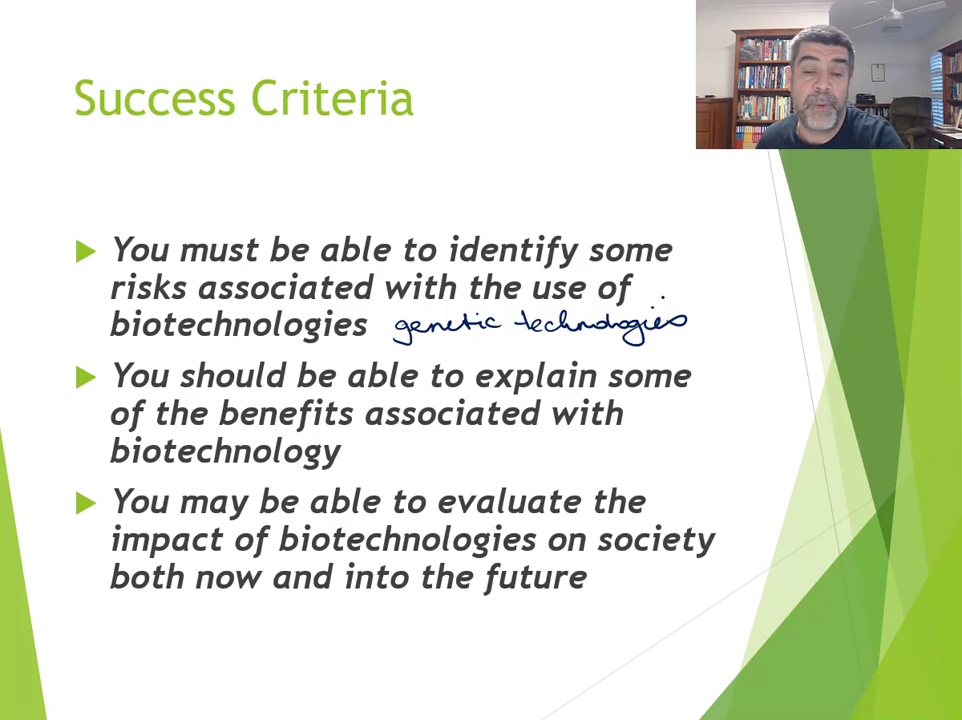 Success Criteria
You must be able to identify some
risks associated with the use of
biotechnologies genetic technologies
You should be able to explain some
of the benefits associated with
biotechnology
You may be able to evaluate the
impact of biotechnologies on society
both now and into the future